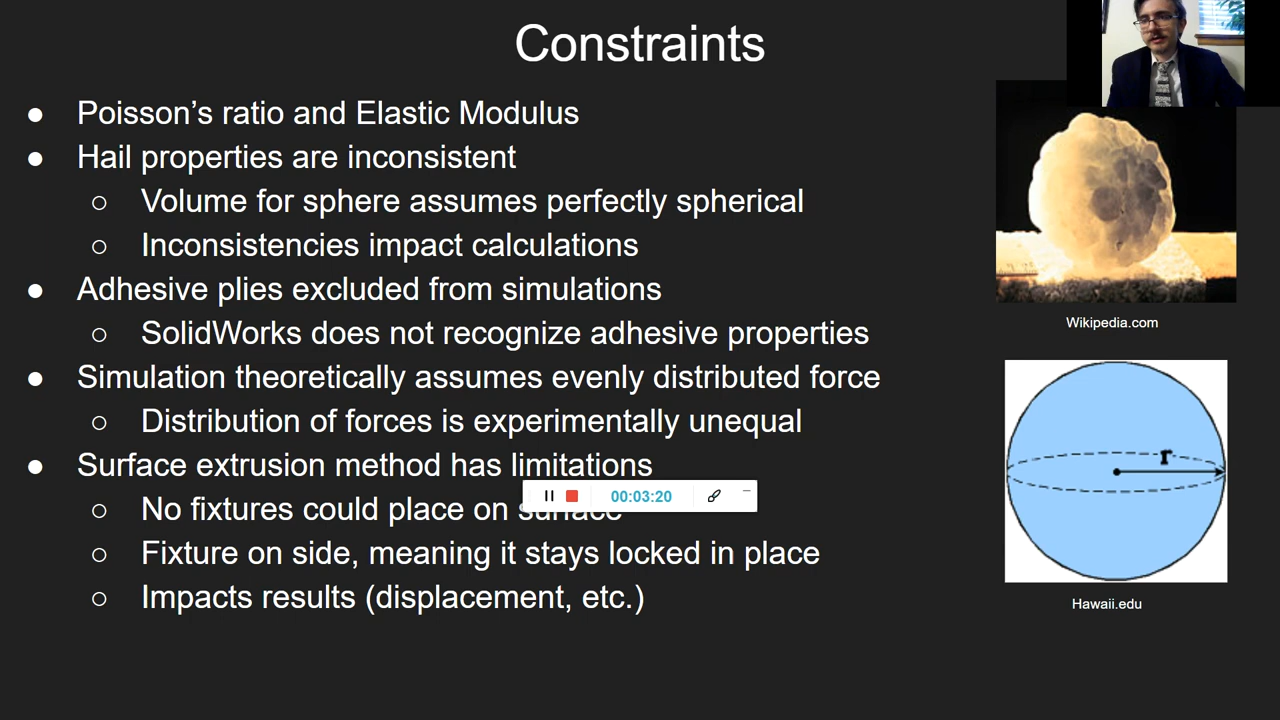 Constraints
● Poisson's ratio and Elastic Modulus
● Hail properties are inconsistent
○ Volume for sphere assumes perfectly spherical
○ Inconsistencies impact calculations
● Adhesive plies excluded from simulations
○ SolidWorks does not recognize adhesive properties
● Simulation theoretically assumes evenly distributed force
○ Distribution of forces is experimentally unequal
● Surface extrusion method has limitations
○ No fixtures could place on surface
00:03:20
○ Fixture on side, meaning it stays locked in place
○ Impacts results (displacement, etc.)
Wikipedia.com
r
Hawaii.edu